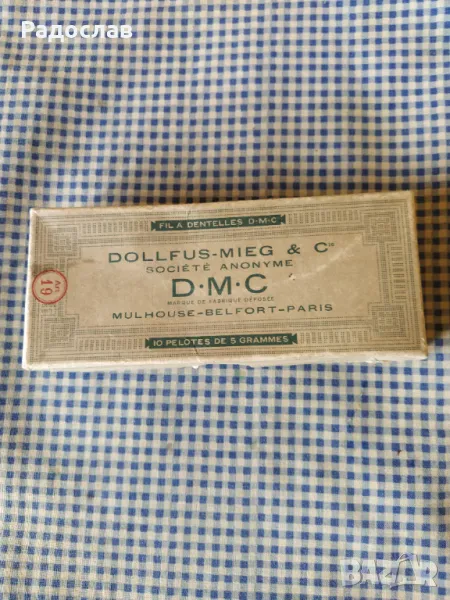 Радослав
FIL A DENTELLES D·M·C
DOLLFUS-MIEG & Cie
SOCIÉTÉ ANONYME
D·M·C
MARQUE DE FABRIQUE DÉPOSÉE
MULHOUSE-BELFORT-PARIS
10 PELOTES DE 5 GRAMMES
19
BAZAR